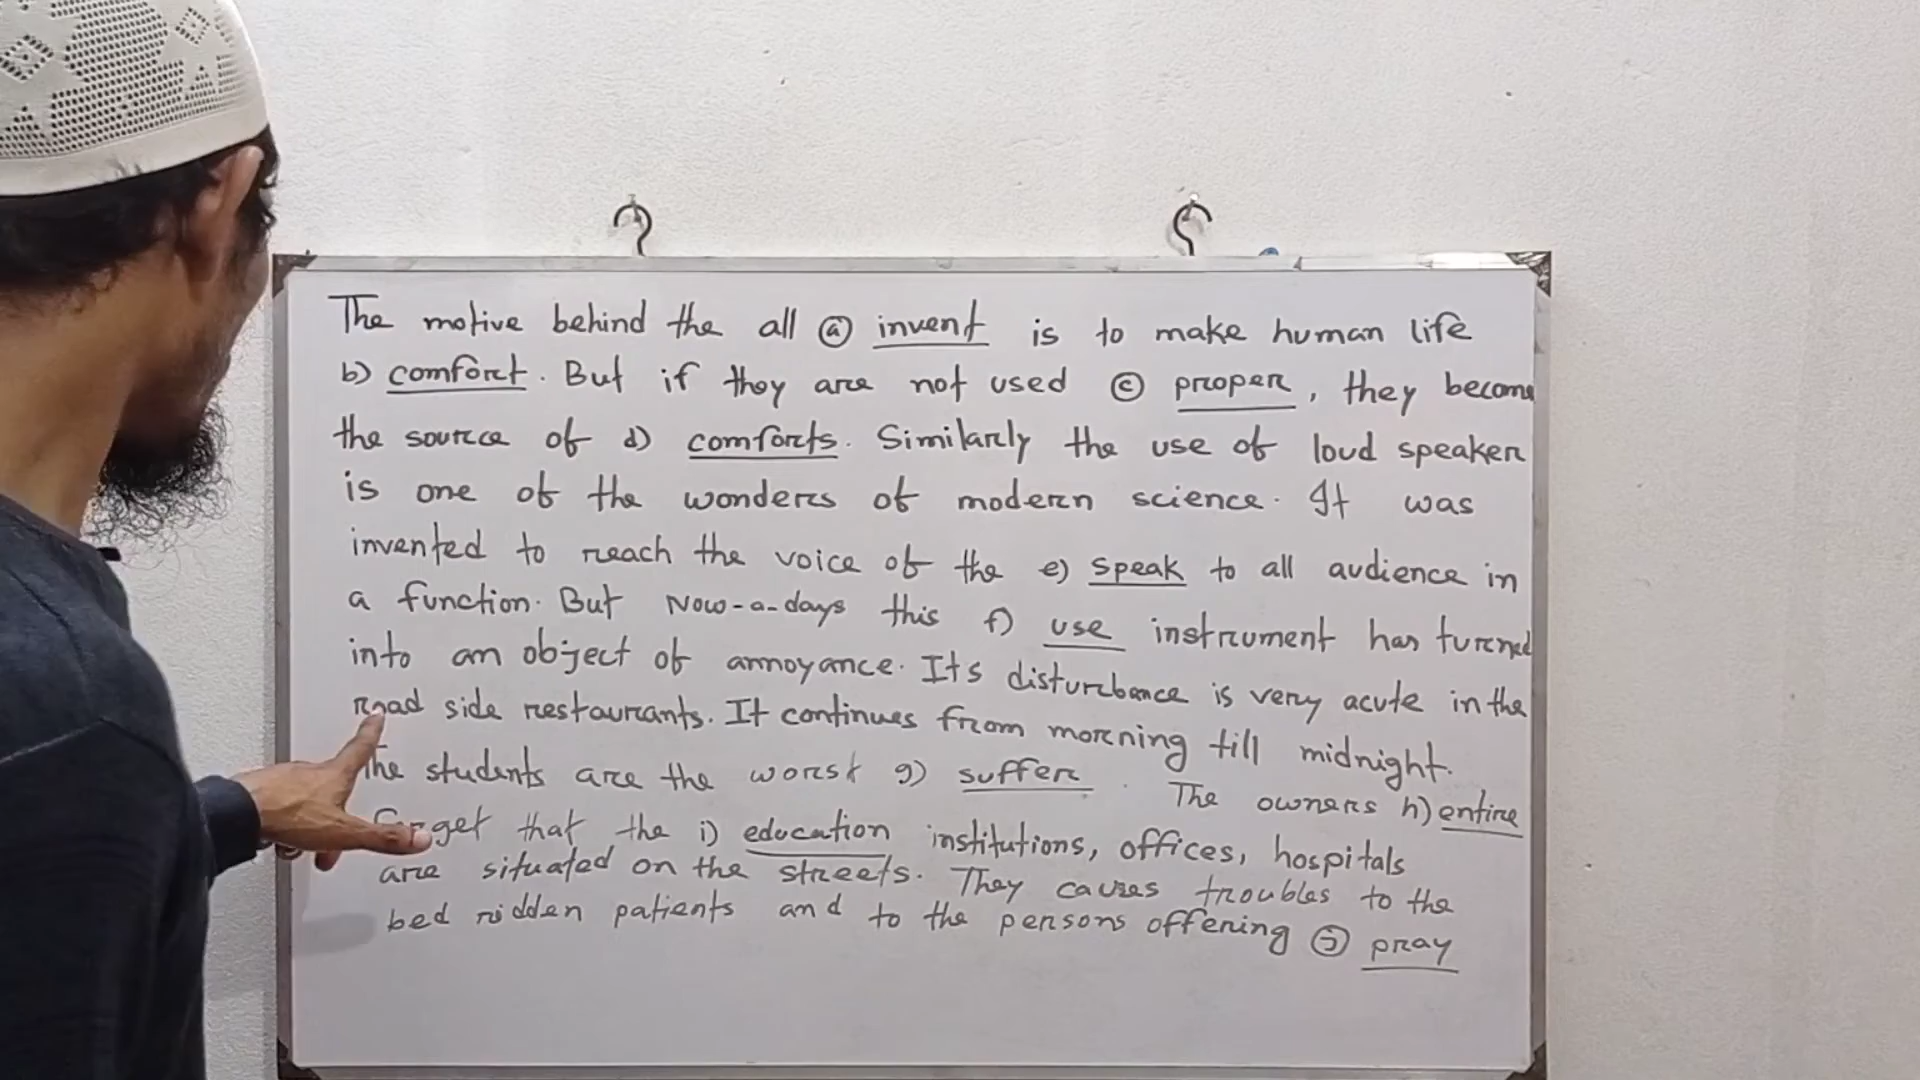 The motive behind the all ⓐ invent is to make human life
b) comfort. But if they are not used ⓒ proper, they become
the source of d) comforts. Similarly the use of loud speaker
is one of the wonders of modern science. It was
invented to reach the voice of the e) speak to all audience in
a function. But Now-a-days this f) use instrument has turned
into an object of annoyance. Its disturbance is very acute in the
road side restaurants. It continues from morning till midnight.
The students are the worst g) suffer. The owners h) entire
forget that the i) education institutions, offices, hospitals
are situated on the streets. They causes troubles to the
bed ridden patients and to the persons offering ⓙ pray